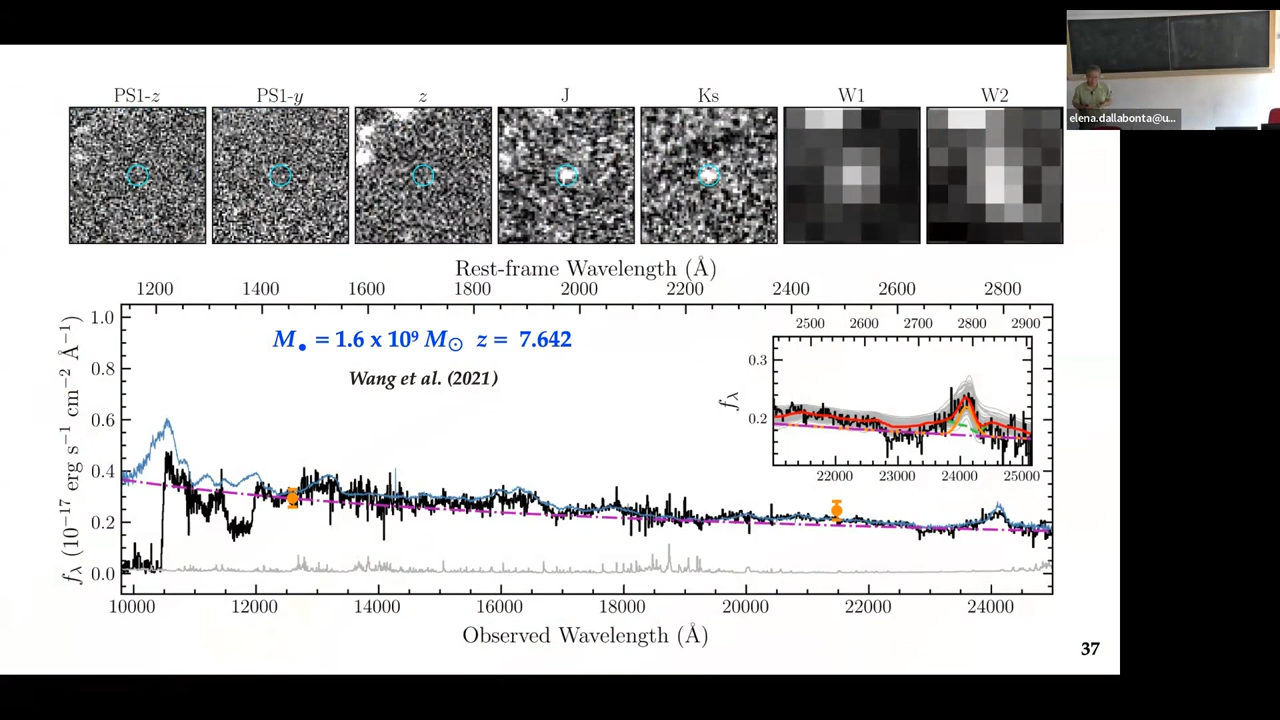 elena.dallabonta@u...
PS1-z PS1-y z J Ks W1 W2
Rest-frame Wavelength (Å)
1200 1400 1600 1800 2000 2200 2400 2600 2800
M• = 1.6 x 10⁹ M☉ z = 7.642
Wang et al. (2021)
2500 2600 2700 2800 2900
0.3
0.2
fλ
22000 23000 24000 25000
1.0
0.8
0.6
0.4
0.2
0.0
fλ (10⁻¹⁷ erg s⁻¹ cm⁻² Å⁻¹)
10000 12000 14000 16000 18000 20000 22000 24000
Observed Wavelength (Å)
37